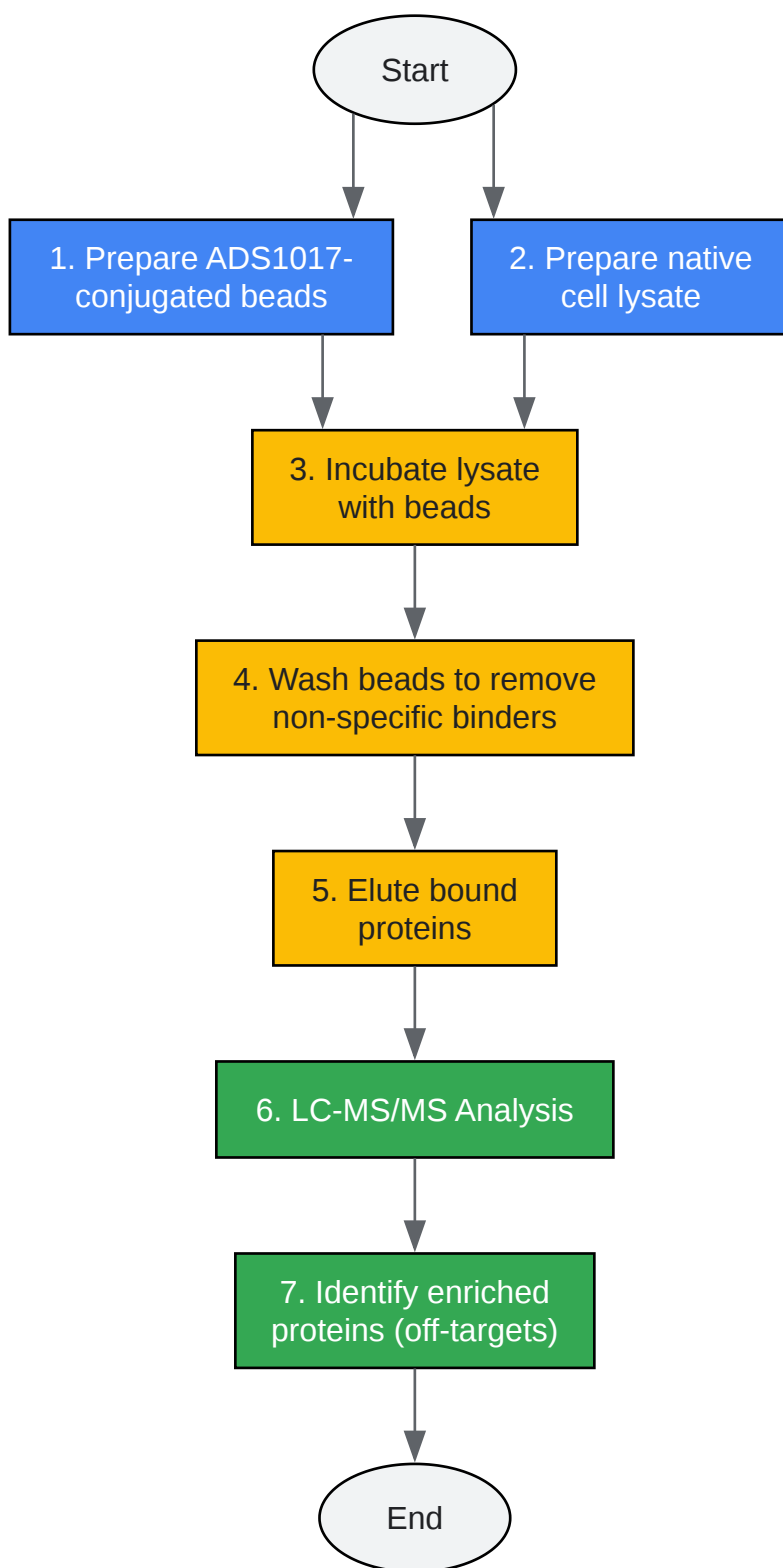 Start
1. Prepare ADS1017-
conjugated beads
2. Prepare native
cell lysate
3. Incubate lysate
with beads
4. Wash beads to remove
non-specific binders
5. Elute bound
proteins
6. LC-MS/MS Analysis
7. Identify enriched
proteins (off-targets)
End